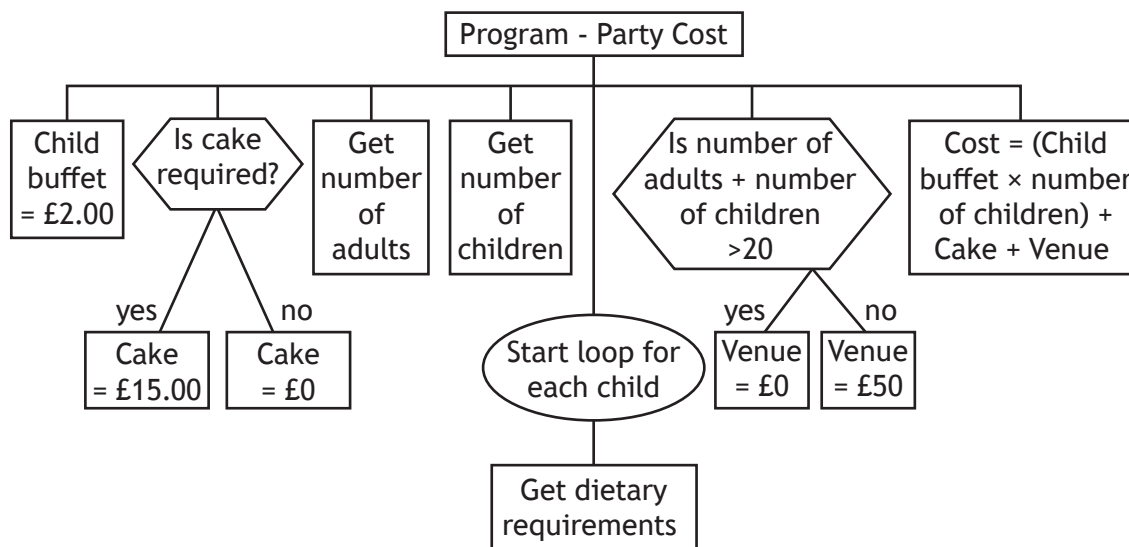 Program - Party Cost
Child
buffet
= £2.00
Is cake
required?
yes
no
Cake
= £15.00
Cake
= £0
Get
number
of
adults
Get
number
of
children
Start loop for
each child
Get dietary
requirements
Is number of
adults + number
of children
>20
yes
no
Venue
= £0
Venue
= £50
Cost = (Child
buffet × number
of children) +
Cake + Venue